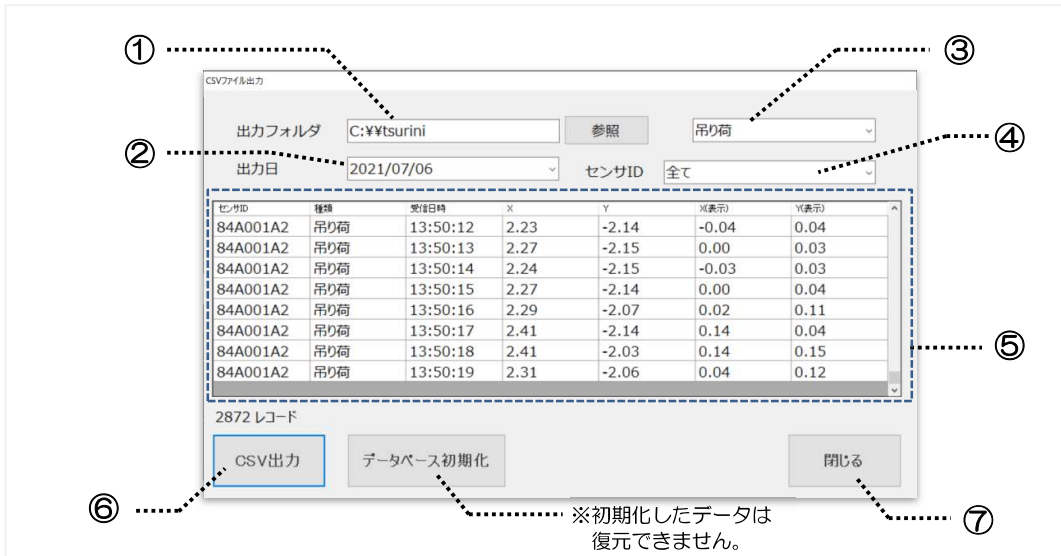 ① ③
CSVファイル出力
出力フォルダ C:¥¥tsurini 参照 吊り荷
② ④
出力日 2021/07/06 センサID 全て
センサID 種類 受信日時 X Y X(表示) Y(表示)
84A001A2 吊り荷 13:50:12 2.23 -2.14 -0.04 0.04
84A001A2 吊り荷 13:50:13 2.27 -2.15 0.00 0.03
84A001A2 吊り荷 13:50:14 2.24 -2.15 -0.03 0.03
84A001A2 吊り荷 13:50:15 2.27 -2.14 0.00 0.04
84A001A2 吊り荷 13:50:16 2.29 -2.07 0.02 0.11
84A001A2 吊り荷 13:50:17 2.41 -2.14 0.14 0.04
84A001A2 吊り荷 13:50:18 2.41 -2.03 0.14 0.15
⑤
84A001A2 吊り荷 13:50:19 2.31 -2.06 0.04 0.12
2872 レコード
CSV出力 データベース初期化 閉じる
⑥ ⑦
※初期化したデータは
復元できません。